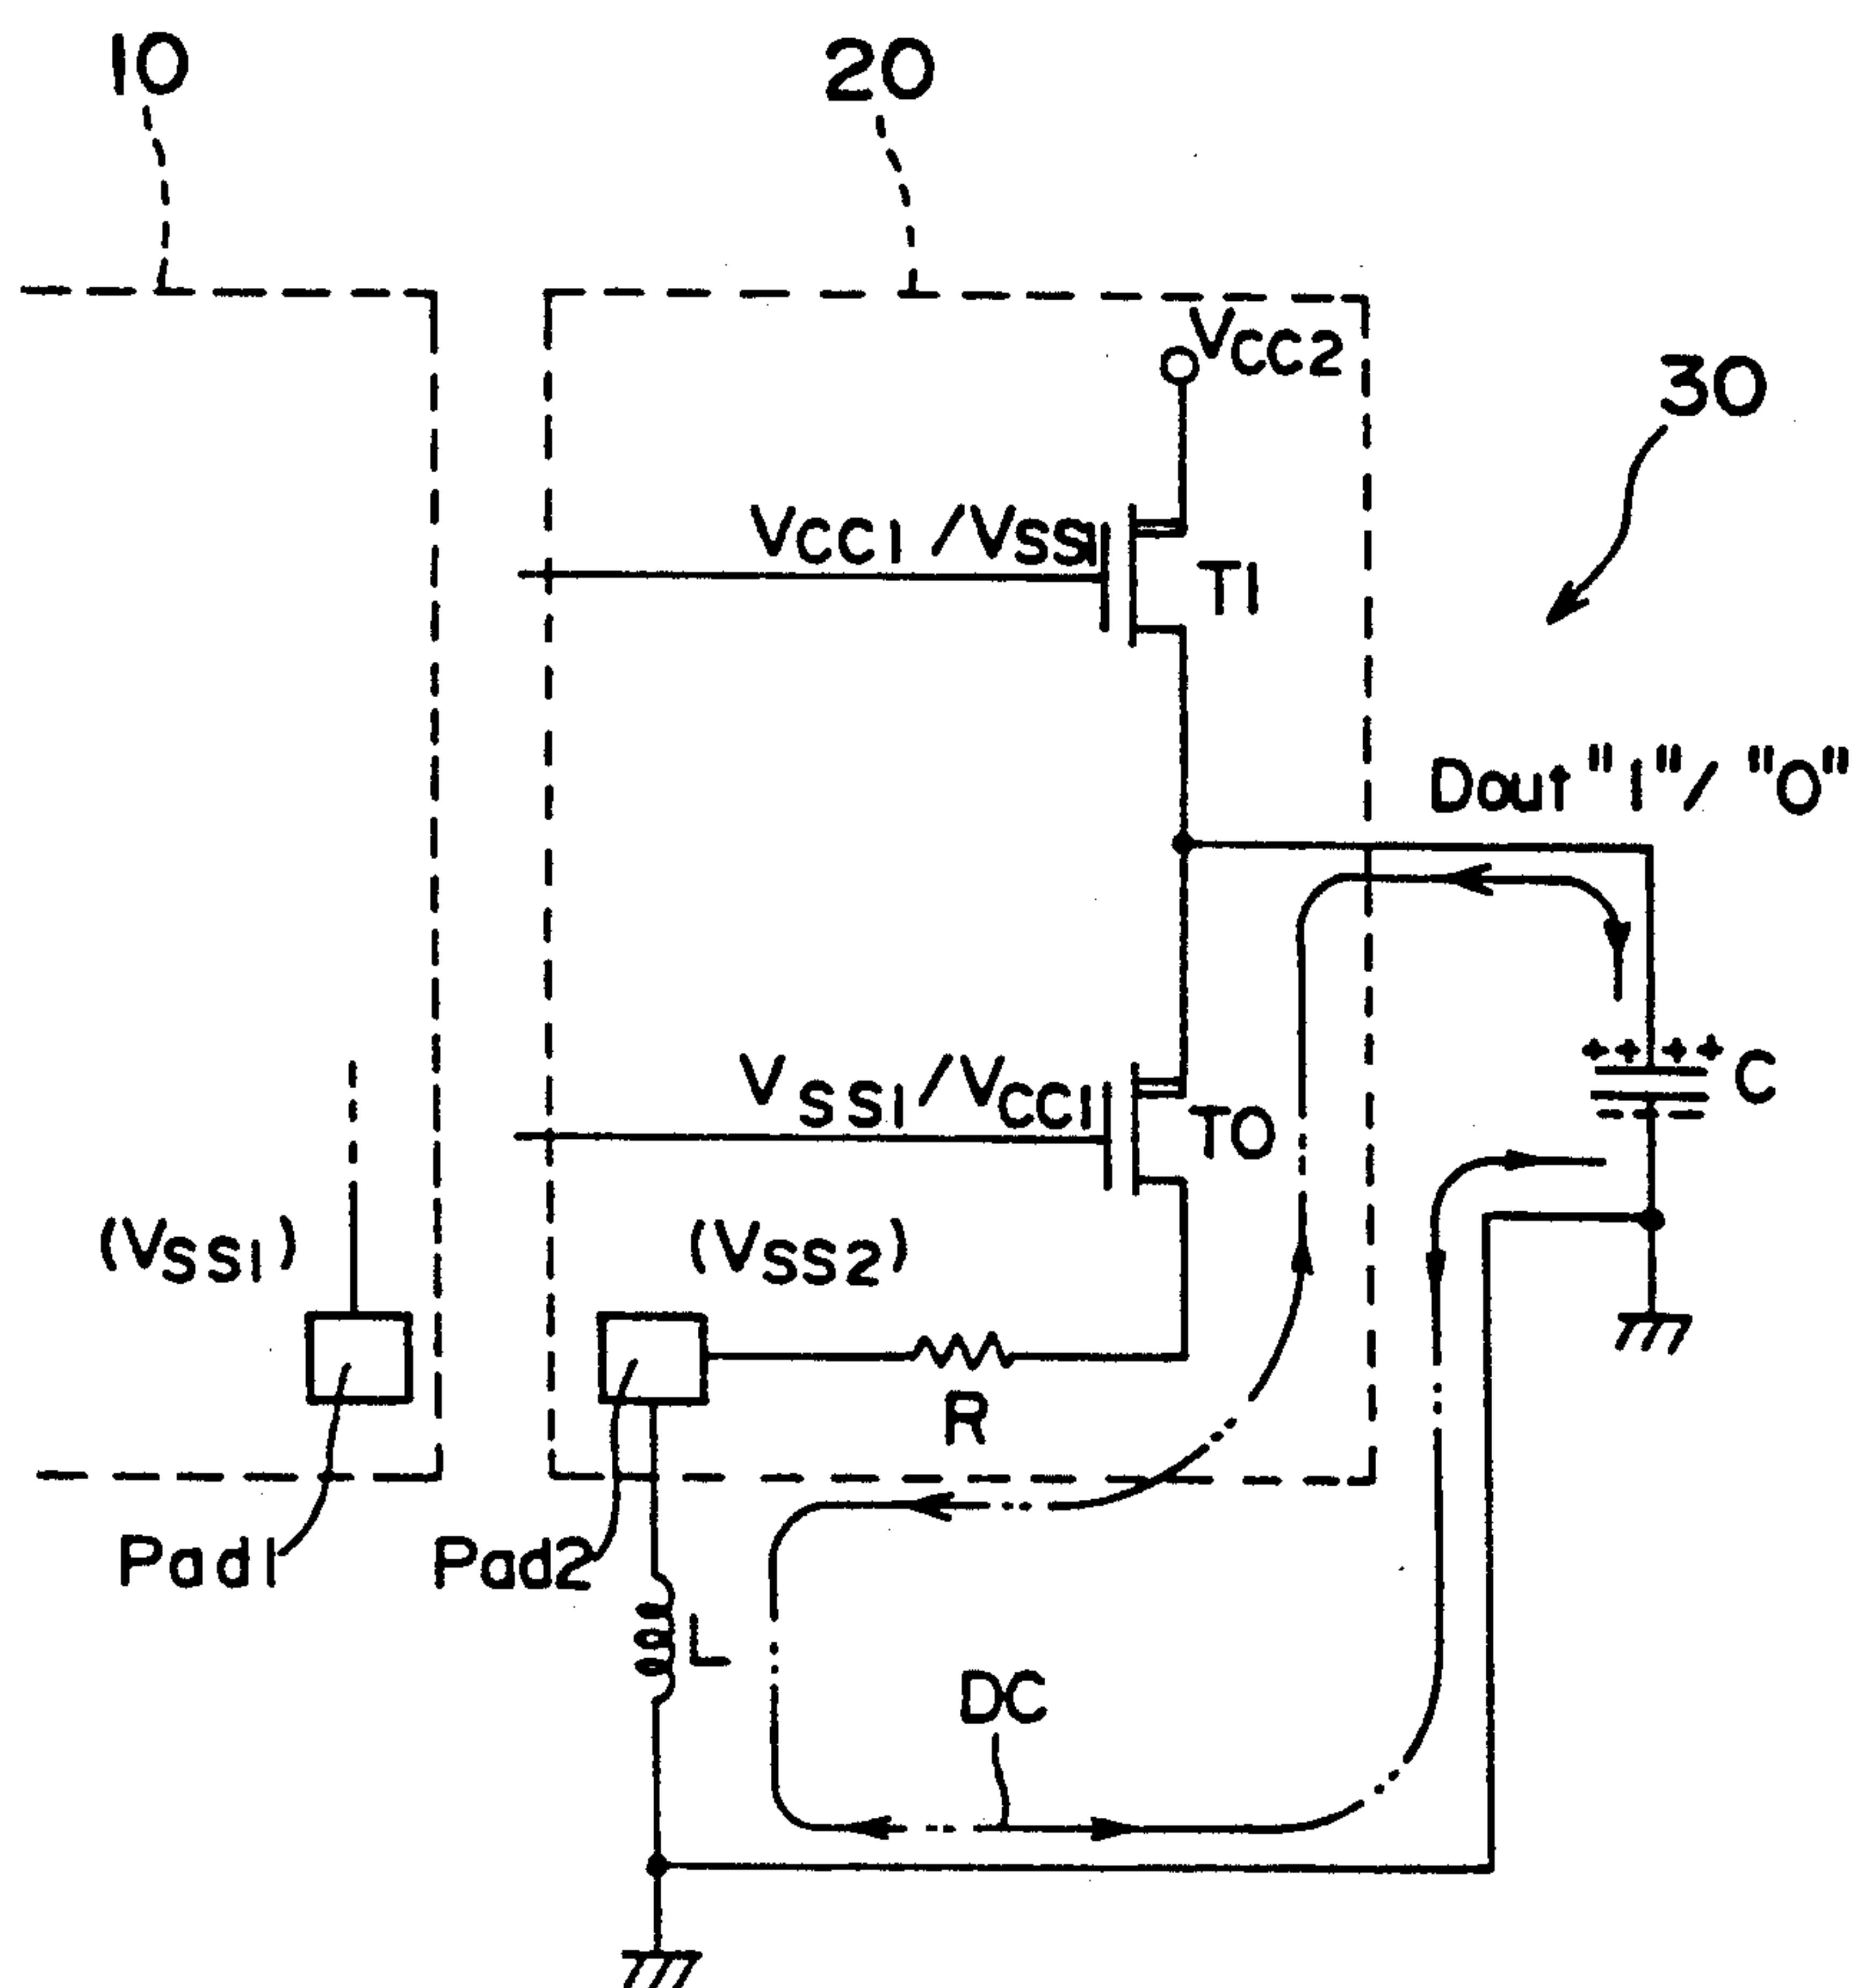 10
20
VCC2
30
VCC1/VSS1
T1
Dout "1"/"0"
++++
C
VSS1/VCC1
T0
(VSS1)
(VSS2)
R
Pad1
Pad2
L
DC